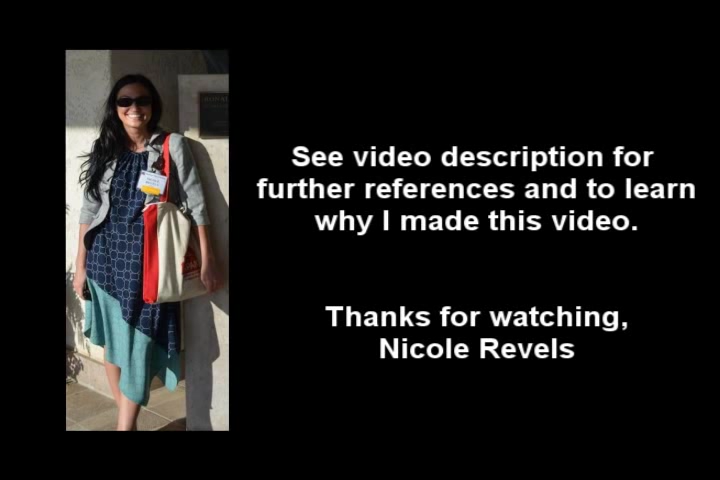 See video description for
further references and to learn
why I made this video.
Thanks for watching,
Nicole Revels